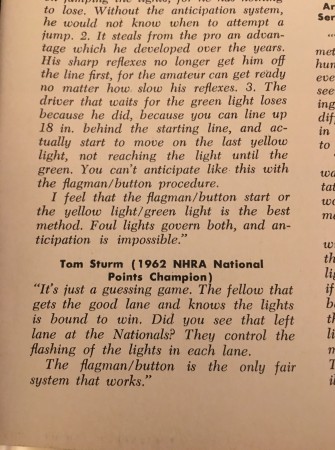 jumping the lights, for
to lose. Without the anticipation system,
he would not know when to attempt a
jump. 2. It steals from the pro an advan-
tage which he developed over the years.
His sharp reflexes no longer get him off
the line first, for the amateur can get ready
no matter how slow his reflexes. 3. The
driver that waits for the green light loses
because he did, because you can line up
18 in. behind the starting line, and ac-
tually start to move on the last yellow
light, not reaching the light until the
green. You can't anticipate like this with
the flagman/button procedure.
I feel that the flagman/button start or
the yellow light/green light is the best
method. Foul lights govern both, and an-
ticipation is impossible."
Tom Sturm (1962 NHRA National
Points Champion)
"It's just a guessing game. The fellow that
gets the good lane and knows the lights
is bound to win. Did you see that left
lane at the Nationals? They control the
flashing of the lights in each lane.
The flagman/button is the only fair
system that works."